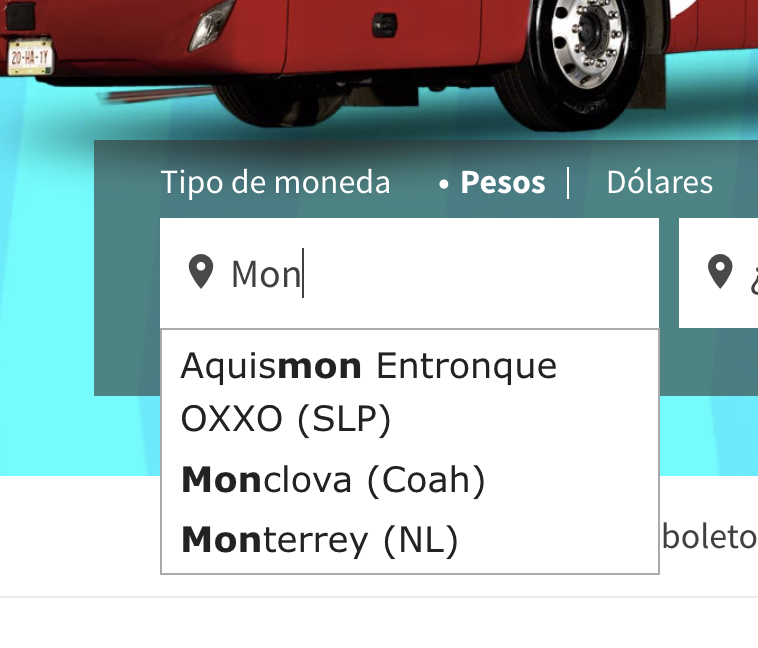 20-HA-1Y
Tipo de moneda • Pesos | Dólares
Mon
Aquismon Entronque
OXXO (SLP)
Monclova (Coah)
Monterrey (NL)
boleto